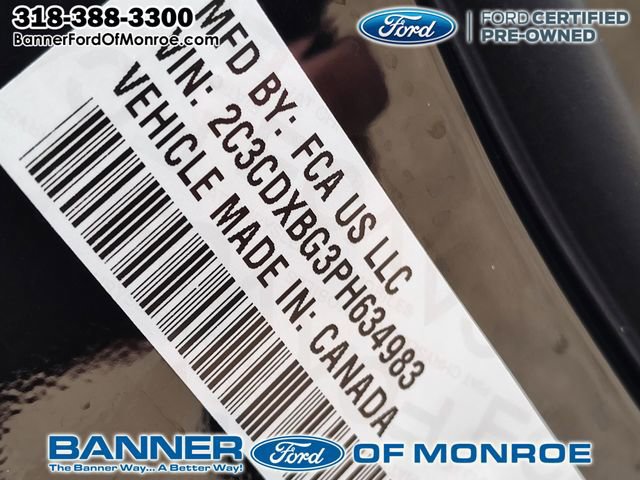 318-388-3300
BannerFordOfMonroe.com
Ford
FORD CERTIFIED
PRE-OWNED
MFD BY: FCA US LLC
VIN: 2C3CDXBG3PH634983
VEHICLE MADE IN: CANADA
BANNER Ford OF MONROE
The Banner Way... A Better Way!